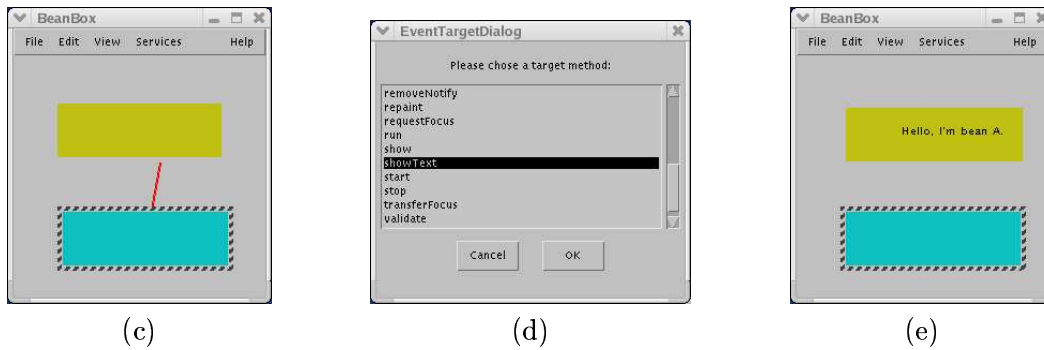 BeanBox
File Edit View Services Help
(c)
EventTargetDialog
Please chose a target method:
removeNotify
repaint
requestFocus
run
show
showText
start
stop
transferFocus
validate
Cancel OK
(d)
BeanBox
File Edit View Services Help
Hello, I'm bean A.
(e)